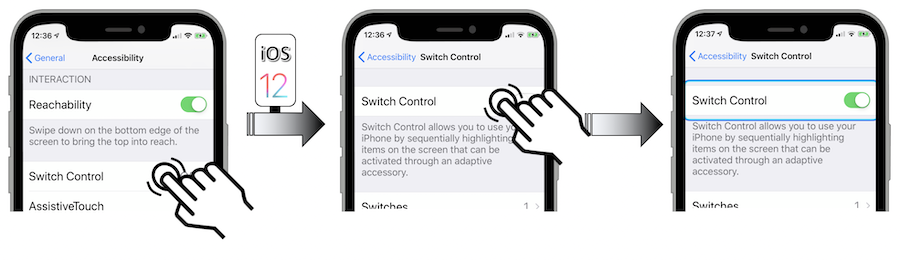 12:36
General Accessibility
INTERACTION
Reachability
Swipe down on the bottom edge of the
screen to bring the top into reach.
Switch Control
AssistiveTouch
iOS
12
12:36
Accessibility Switch Control
Switch Control
Switch Control allows you to use
iPhone by sequentially highlighting
items on the screen that can be
activated through an adaptive
accessory.
Switches 1
12:37
Accessibility Switch Control
Switch Control
Switch Control allows you to use your
iPhone by sequentially highlighting
items on the screen that can be
activated through an adaptive
accessory.
Switches 1